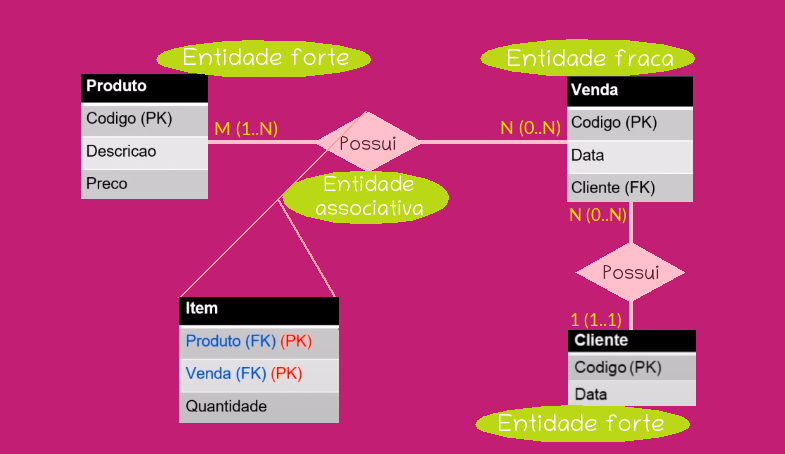 Entidade forte
Entidade fraca
Produto
Codigo (PK)
Descricao
Preco
M (1..N)
Possui
N (0..N)
Venda
Codigo (PK)
Data
Cliente (FK)
Entidade
associativa
N (0..N)
Possui
1 (1..1)
Item
Produto (FK) (PK)
Venda (FK) (PK)
Quantidade
Cliente
Codigo (PK)
Data
Entidade forte